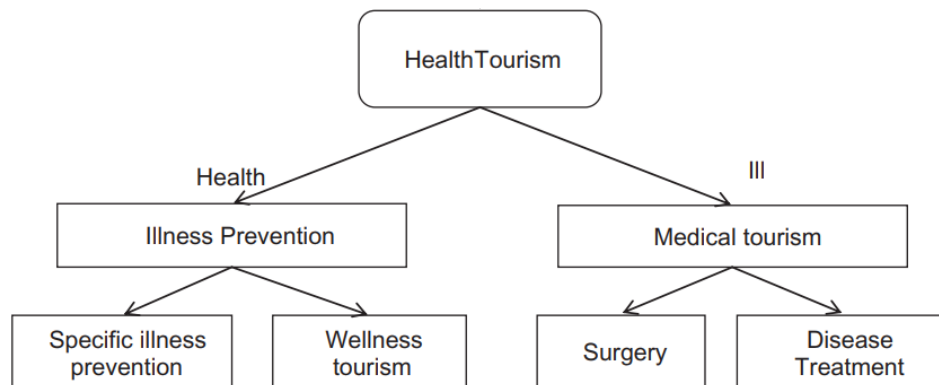 HealthTourism
Health
Ill
Illness Prevention
Medical tourism
Specific illness
prevention
Wellness
tourism
Surgery
Disease
Treatment